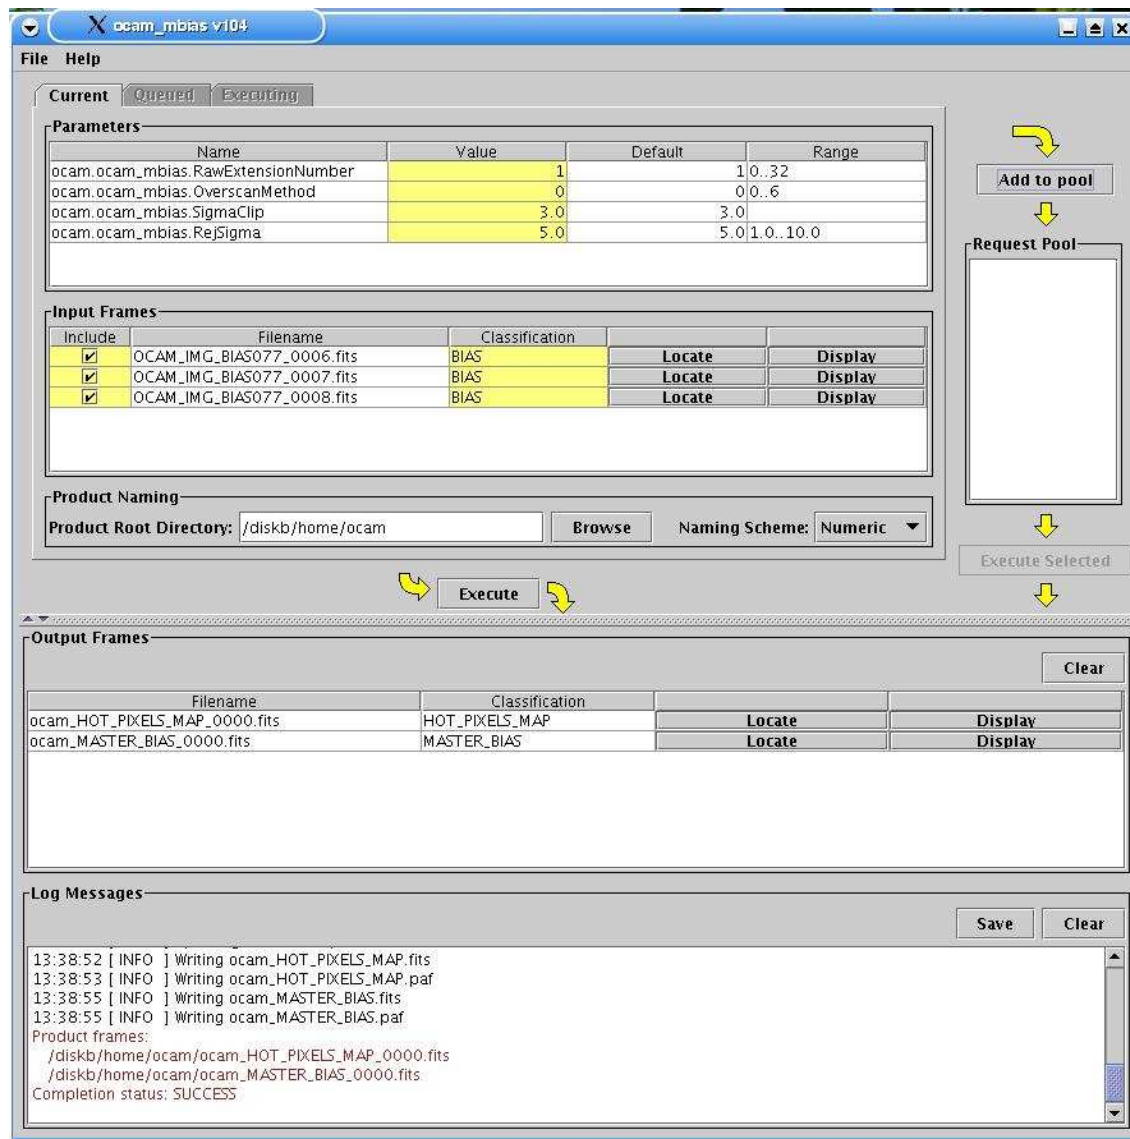 ocam_mbias v104
File Help
Current Queued Executing
Parameters
Name Value Default Range
ocam.ocam_mbias.RawExtensionNumber 1 1 0..32
ocam.ocam_mbias.OverscanMethod 0 0 0..6
ocam.ocam_mbias.SigmaClip 3.0 3.0
ocam.ocam_mbias.RejSigma 5.0 5.0 1.0..10.0
Add to pool
Request Pool
Input Frames
Include Filename Classification
OCAM_IMG_BIAS077_0006.fits BIAS Locate Display
OCAM_IMG_BIAS077_0007.fits BIAS Locate Display
OCAM_IMG_BIAS077_0008.fits BIAS Locate Display
Product Naming
Product Root Directory: /diskb/home/ocam Browse Naming Scheme: Numeric
Execute Selected
Execute
Output Frames
Clear
Filename Classification
ocam_HOT_PIXELS_MAP_0000.fits HOT_PIXELS_MAP Locate Display
ocam_MASTER_BIAS_0000.fits MASTER_BIAS Locate Display
Log Messages
Save Clear
13:38:52 [ INFO  ] Writing ocam_HOT_PIXELS_MAP.fits
13:38:53 [ INFO  ] Writing ocam_HOT_PIXELS_MAP.paf
13:38:55 [ INFO  ] Writing ocam_MASTER_BIAS.fits
13:38:55 [ INFO  ] Writing ocam_MASTER_BIAS.paf
Product frames:
/diskb/home/ocam/ocam_HOT_PIXELS_MAP_0000.fits
/diskb/home/ocam/ocam_MASTER_BIAS_0000.fits
Completion status: SUCCESS